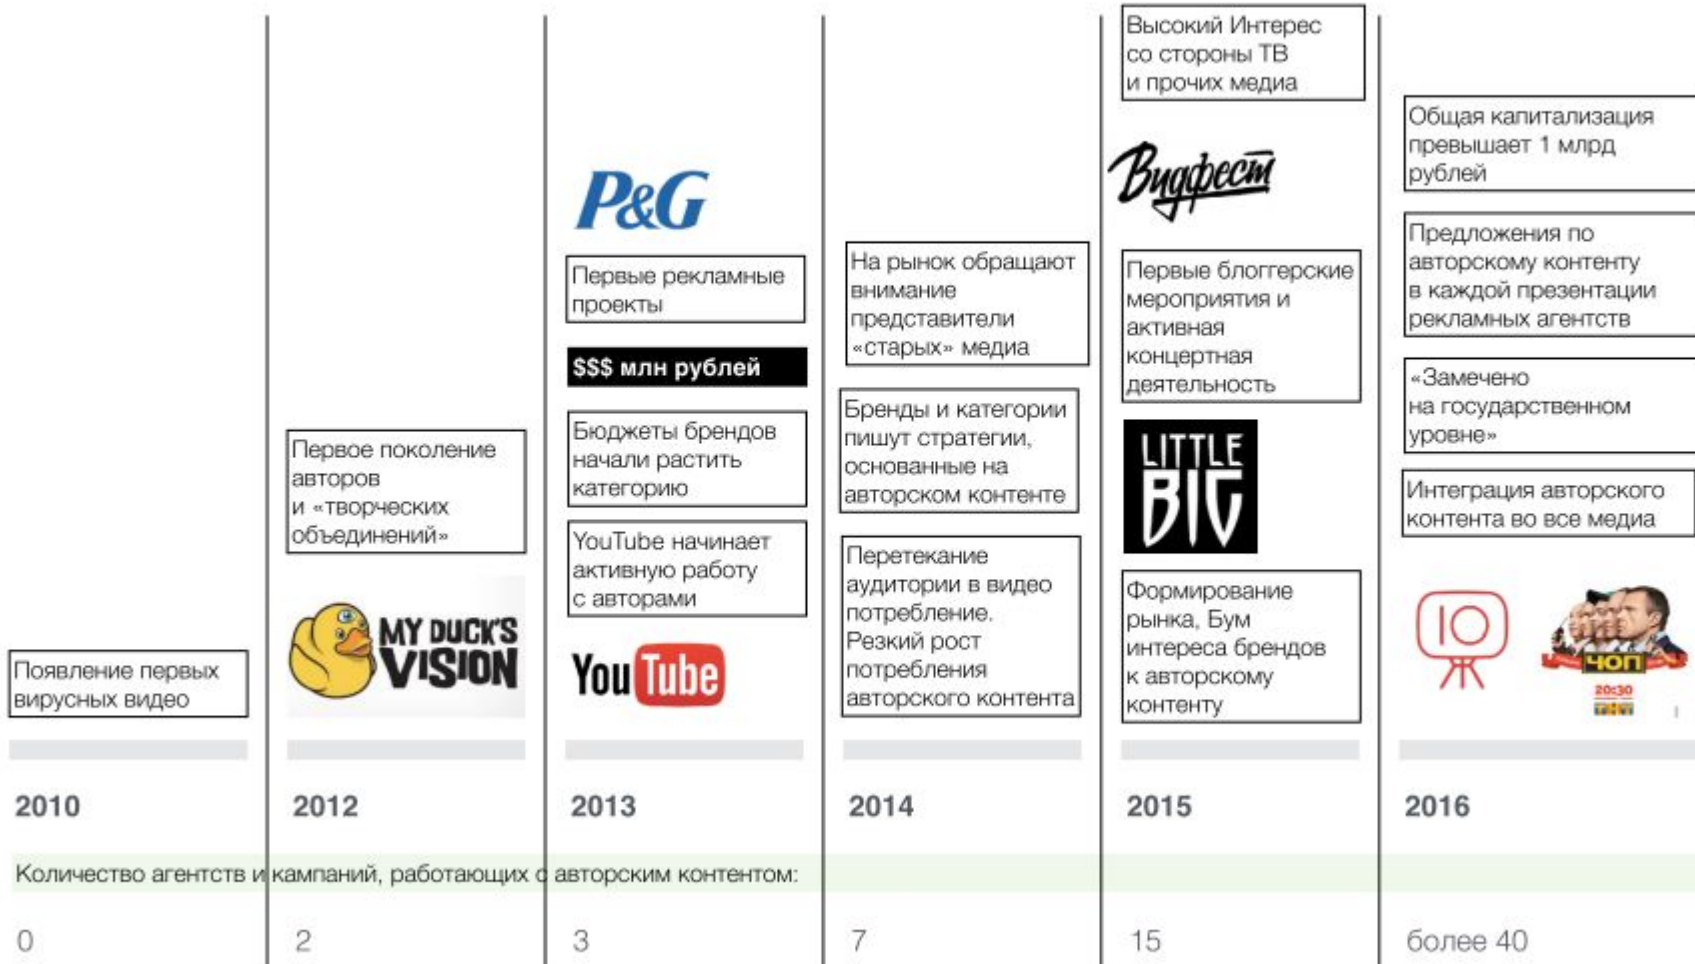 Появление первых
вирусных видео
2010
Первое поколение
авторов
и «творческих
объединений»
MY DUCK'S
VISION
2012
P&G
Первые рекламные
проекты
$$$ млн рублей
Бюджеты брендов
начали растить
категорию
YouTube начинает
активную работу
с авторами
YouTube
2013
На рынок обращают
внимание
представители
«старых» медиа
Бренды и категории
пишут стратегии,
основанные на
авторском контенте
Перетекание
аудитории в видео
потребление.
Резкий рост
потребления
авторского контента
2014
Высокий Интерес
со стороны ТВ
и прочих медиа
Видфест
Первые блоггерские
мероприятия и
активная
концертная
деятельность
LITTLE
BIG
Формирование
рынка, Бум
интереса брендов
к авторскому
контенту
2015
Общая капитализация
превышает 1 млрд
рублей
Предложения по
авторскому контенту
в каждой презентации
рекламных агентств
«Замечено
на государственном
уровне»
Интеграция авторского
контента во все медиа
10
ЧОП
20:30
ТНТ
2016
Количество агентств и кампаний, работающих с авторским контентом:
0
2
3
7
15
более 40